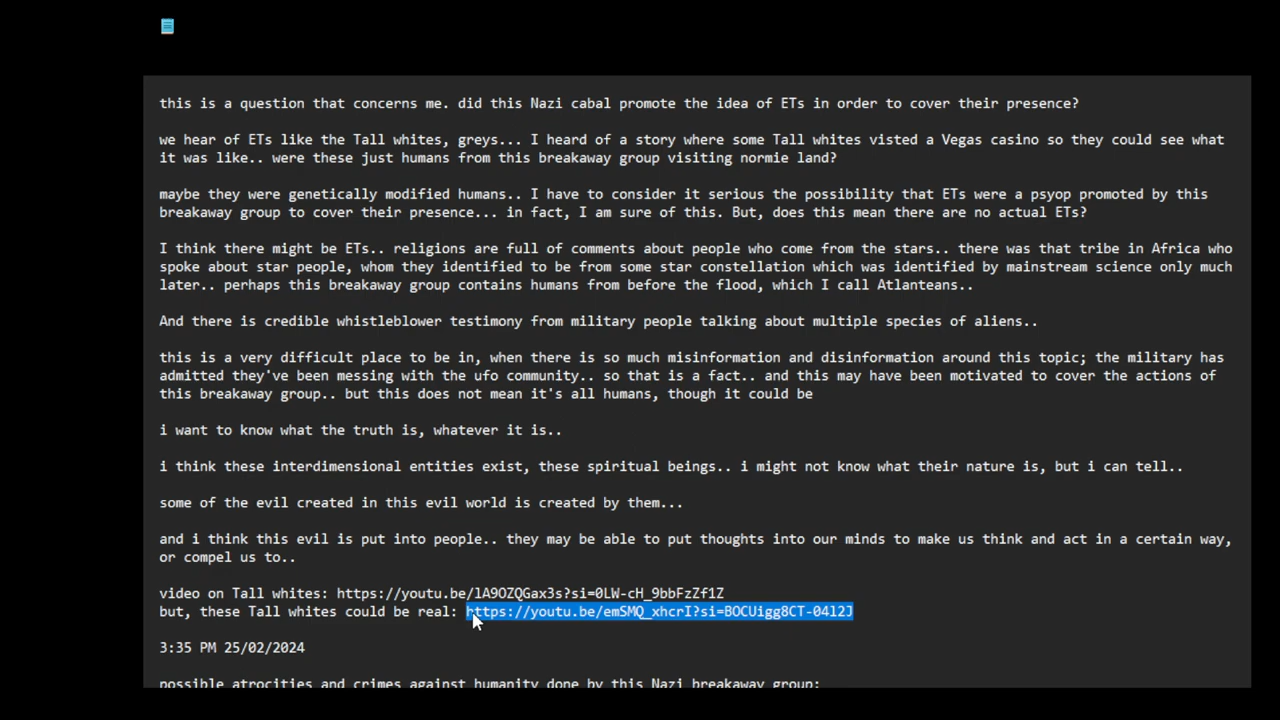 this is a question that concerns me. did this Nazi cabal promote the idea of ETs in order to cover their presence?
we hear of ETs like the Tall whites, greys... I heard of a story where some Tall whites visted a Vegas casino so they could see what
it was like.. were these just humans from this breakaway group visiting normie land?
maybe they were genetically modified humans.. I have to consider it serious the possibility that ETs were a psyop promoted by this
breakaway group to cover their presence... in fact, I am sure of this. But, does this mean there are no actual ETs?
I think there might be ETs.. religions are full of comments about people who come from the stars.. there was that tribe in Africa who
spoke about star people, whom they identified to be from some star constellation which was identified by mainstream science only much
later.. perhaps this breakaway group contains humans from before the flood, which I call Atlanteans..
And there is credible whistleblower testimony from military people talking about multiple species of aliens..
this is a very difficult place to be in, when there is so much misinformation and disinformation around this topic; the military has
admitted they've been messing with the ufo community.. so that is a fact.. and this may have been motivated to cover the actions of
this breakaway group.. but this does not mean it's all humans, though it could be
i want to know what the truth is, whatever it is..
i think these interdimensional entities exist, these spiritual beings.. i might not know what their nature is, but i can tell..
some of the evil created in this evil world is created by them...
and i think this evil is put into people.. they may be able to put thoughts into our minds to make us think and act in a certain way,
or compel us to..
video on Tall whites: https://youtu.be/lA9OZQGax3s?si=0LW-cH_9bbFzZf1Z
but, these Tall whites could be real: https://youtu.be/emSMQ_xhcrI?si=BOCUigg8CT-04l2J
3:35 PM 25/02/2024
possible atrocities and crimes against humanity done by this Nazi breakaway group: